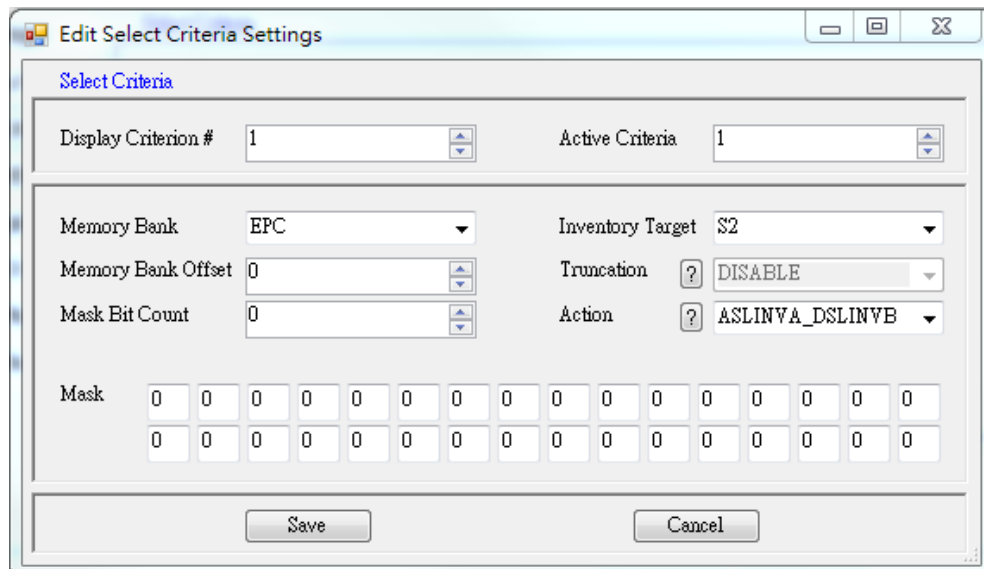 Edit Select Criteria Settings
Select Criteria
Display Criterion # 1 Active Criteria 1
Memory Bank EPC Inventory Target S2
Memory Bank Offset 0 Truncation ? DISABLE
Mask Bit Count 0 Action ? ASLINVA_DSLINVB
Mask 0 0 0 0 0 0 0 0 0 0 0 0 0 0 0 0
0 0 0 0 0 0 0 0 0 0 0 0 0 0 0 0
Save Cancel